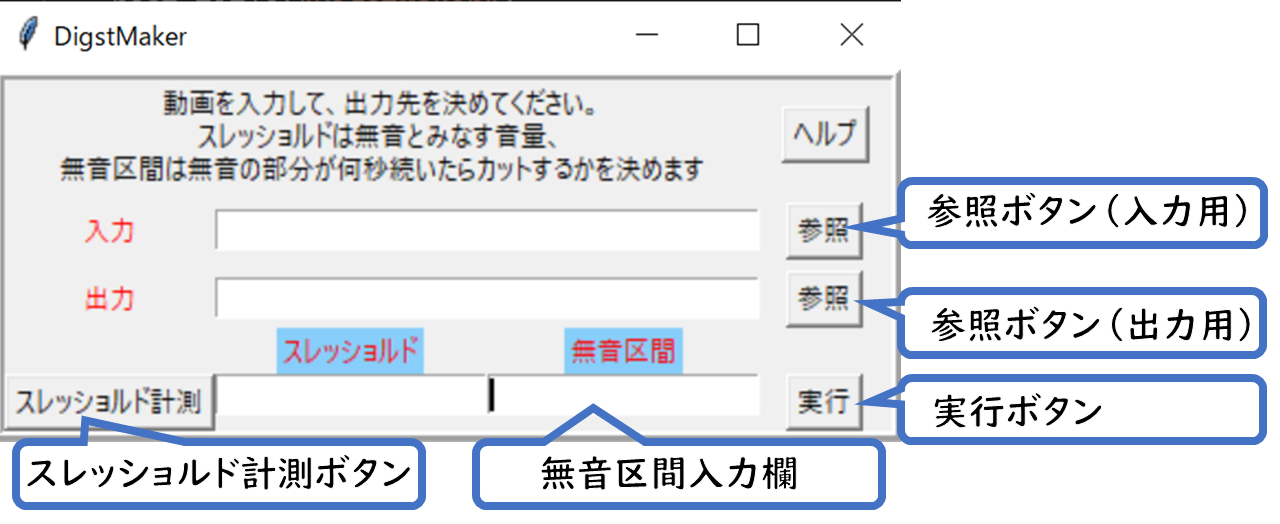 DigstMaker
動画を入力して、出力先を決めてください。
スレッショルドは無音とみなす音量、
無音区間は無音の部分が何秒続いたらカットするかを決めます
ヘルプ
入力
参照
参照ボタン（入力用）
出力
参照
参照ボタン（出力用）
スレッショルド
無音区間
スレッショルド計測
実行
実行ボタン
スレッショルド計測ボタン
無音区間入力欄